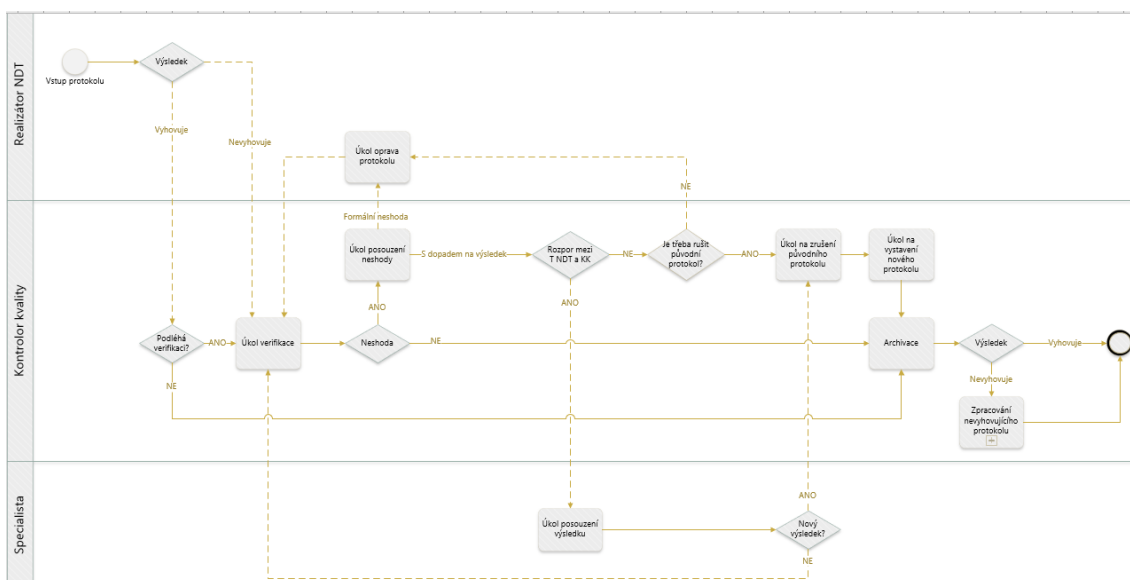 Realizátor NDT
Vstup protokolu
Výsledek
Vyhovuje
Nevyhovuje
Úkol oprava
protokolu
NE
Kontrolor kvality
Formální neshoda
Úkol posouzení
neshody
S dopadem na výsledek
Rozpor mezi
T NDT a KK
NE
Je třeba rušit
původní
protokol?
ANO
Úkol na zrušení
původního
protokolu
Úkol na
vystavení
nového
protokolu
ANO
ANO
Podléhá
verifikaci?
ANO
Úkol verifikace
Neshoda
NE
Archivace
Výsledek
Vyhovuje
NE
Nevyhovuje
Zpracování
nevyhovujícího
protokolu
Specialista
ANO
Úkol posouzení
výsledku
Nový
výsledek?
NE